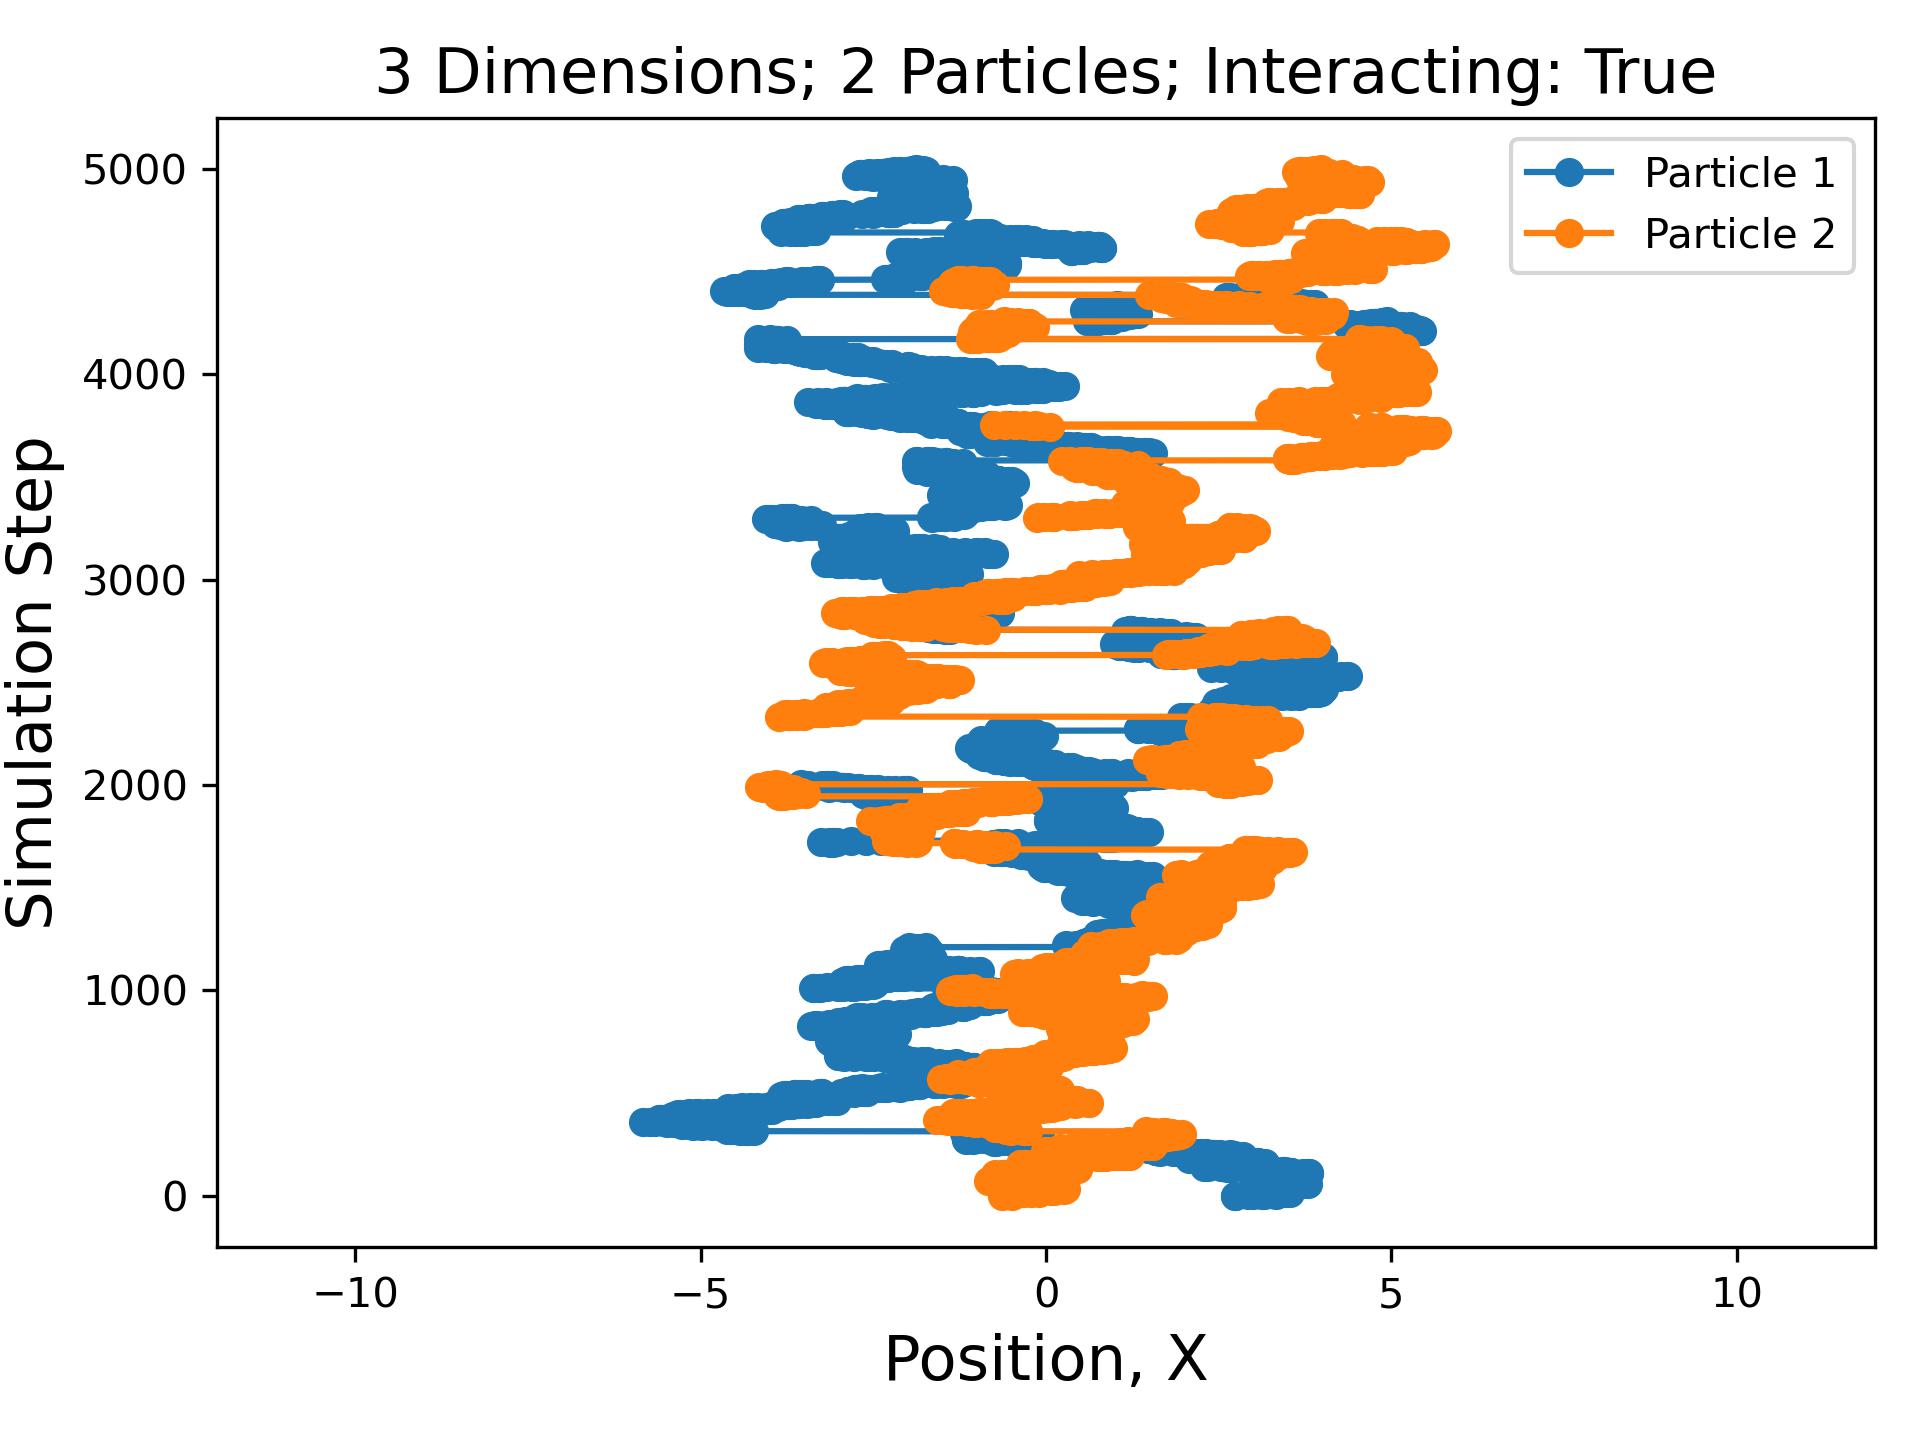 3 Dimensions; 2 Particles; Interacting: True
Particle 1
Particle 2
5000
4000
3000
2000
1000
0
Simulation Step
−10
−5
0
5
10
Position, X